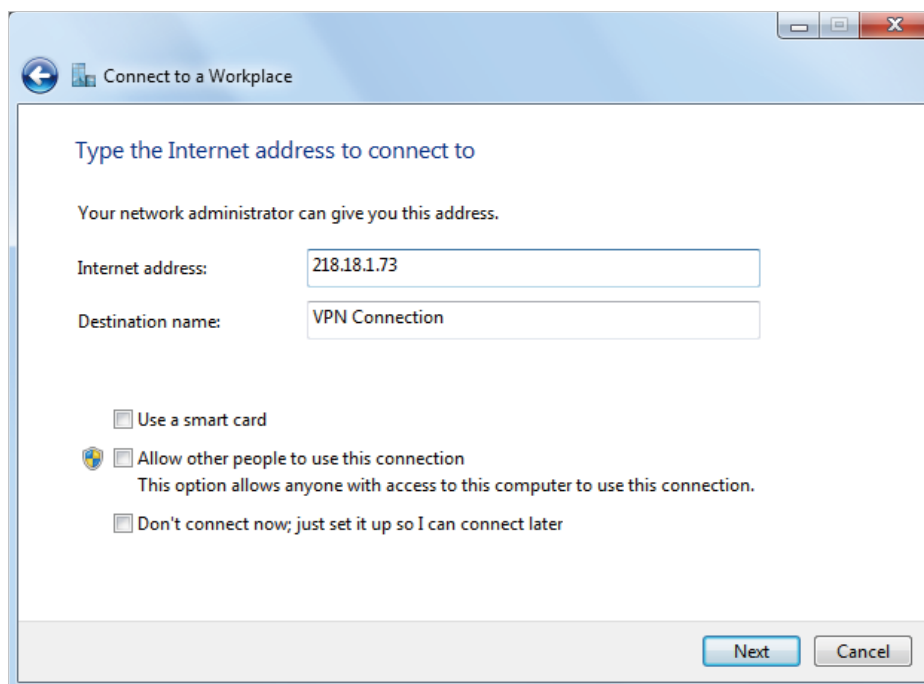 Connect to a Workplace
Type the Internet address to connect to
Your network administrator can give you this address.
Internet address: 218.18.1.73
Destination name: VPN Connection
Use a smart card
Allow other people to use this connection
This option allows anyone with access to this computer to use this connection.
Don't connect now; just set it up so I can connect later
Next Cancel